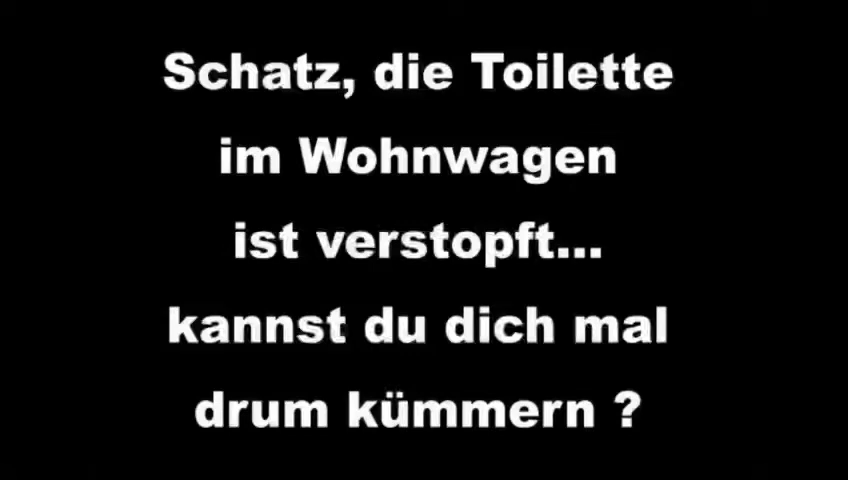 Schatz, die Toilette
im Wohnwagen
ist verstopft...
kannst du dich mal
drum kümmern ?